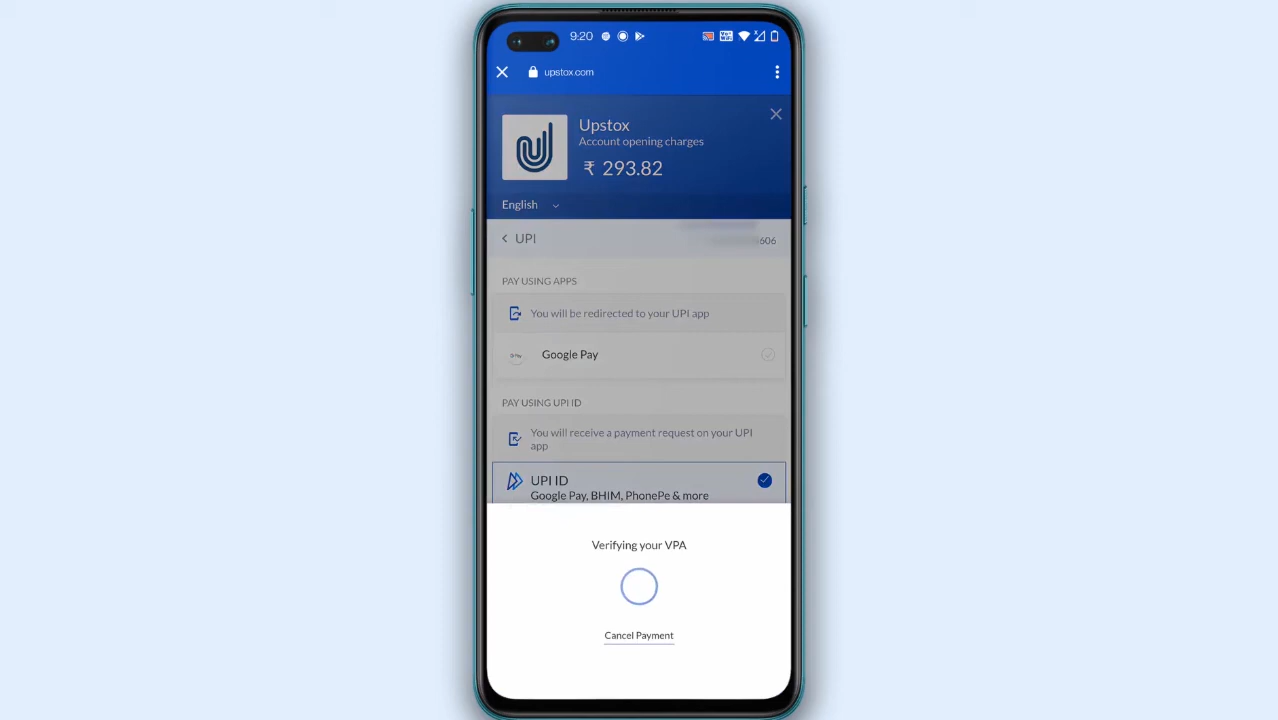 9:20
upstox.com
Upstox
Account opening charges
₹ 293.82
English
UPI
606
PAY USING APPS
You will be redirected to your UPI app
Google Pay
PAY USING UPI ID
You will receive a payment request on your UPI
app
UPI ID
Google Pay, BHIM, PhonePe & more
Verifying your VPA
Cancel Payment